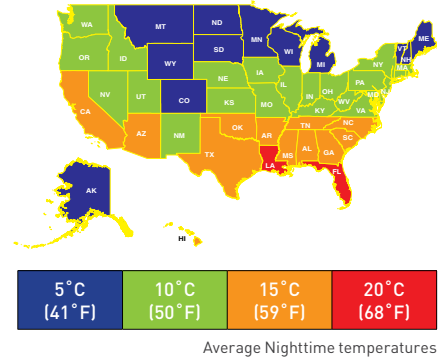 WA
MT
ND
MN
ME
OR
ID
SD
WI
VT
NH
MI
NY
MA
WY
NE
IA
PA
NV
UT
CO
KS
MO
IL
IN
OH
WV
VA
MD
KY
CA
AZ
NM
OK
AR
TN
NC
SC
TX
LA
MS
AL
GA
FL
AK
HI
5°C 10°C 15°C 20°C
(41°F) (50°F) (59°F) (68°F)
Average Nighttime temperatures